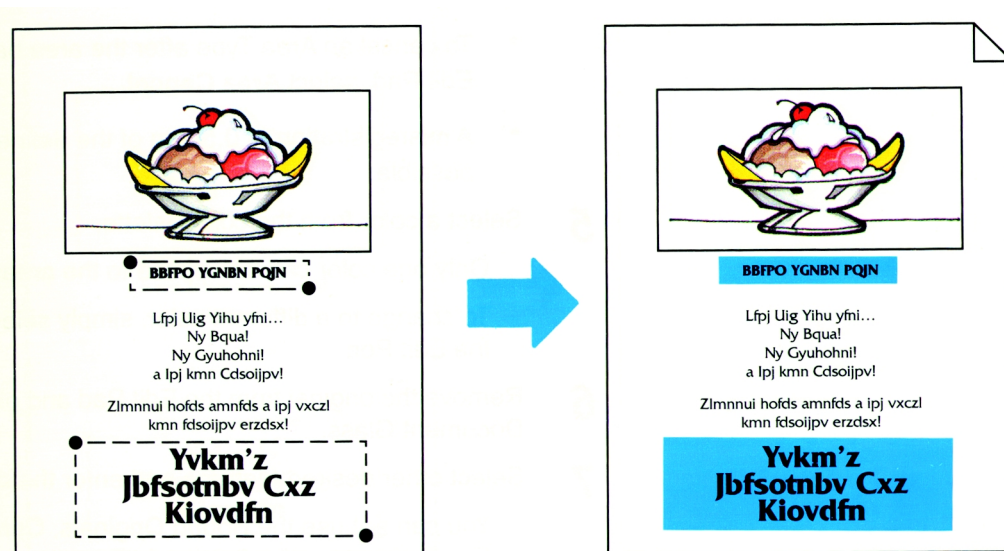 BBFPO YGNBN PQJN
Lfpj Uig Yihu yfni...
Ny Bqua!
Ny Gyuhohni!
a Ipj kmn Cdsoijpv!
Zlmnnui hofds amnfds a ipj vxczl
kmn fdsoijpv erzdsx!
Yvkm'z
Jbfsotnbv Cxz
Kiovdfn
BBFPO YGNBN PQJN
Lfpj Uig Yihu yfni...
Ny Bqua!
Ny Gyuhohni!
a Ipj kmn Cdsoijpv!
Zlmnnui hofds amnfds a ipj vxczl
kmn fdsoijpv erzdsx!
Yvkm'z
Jbfsotnbv Cxz
Kiovdfn